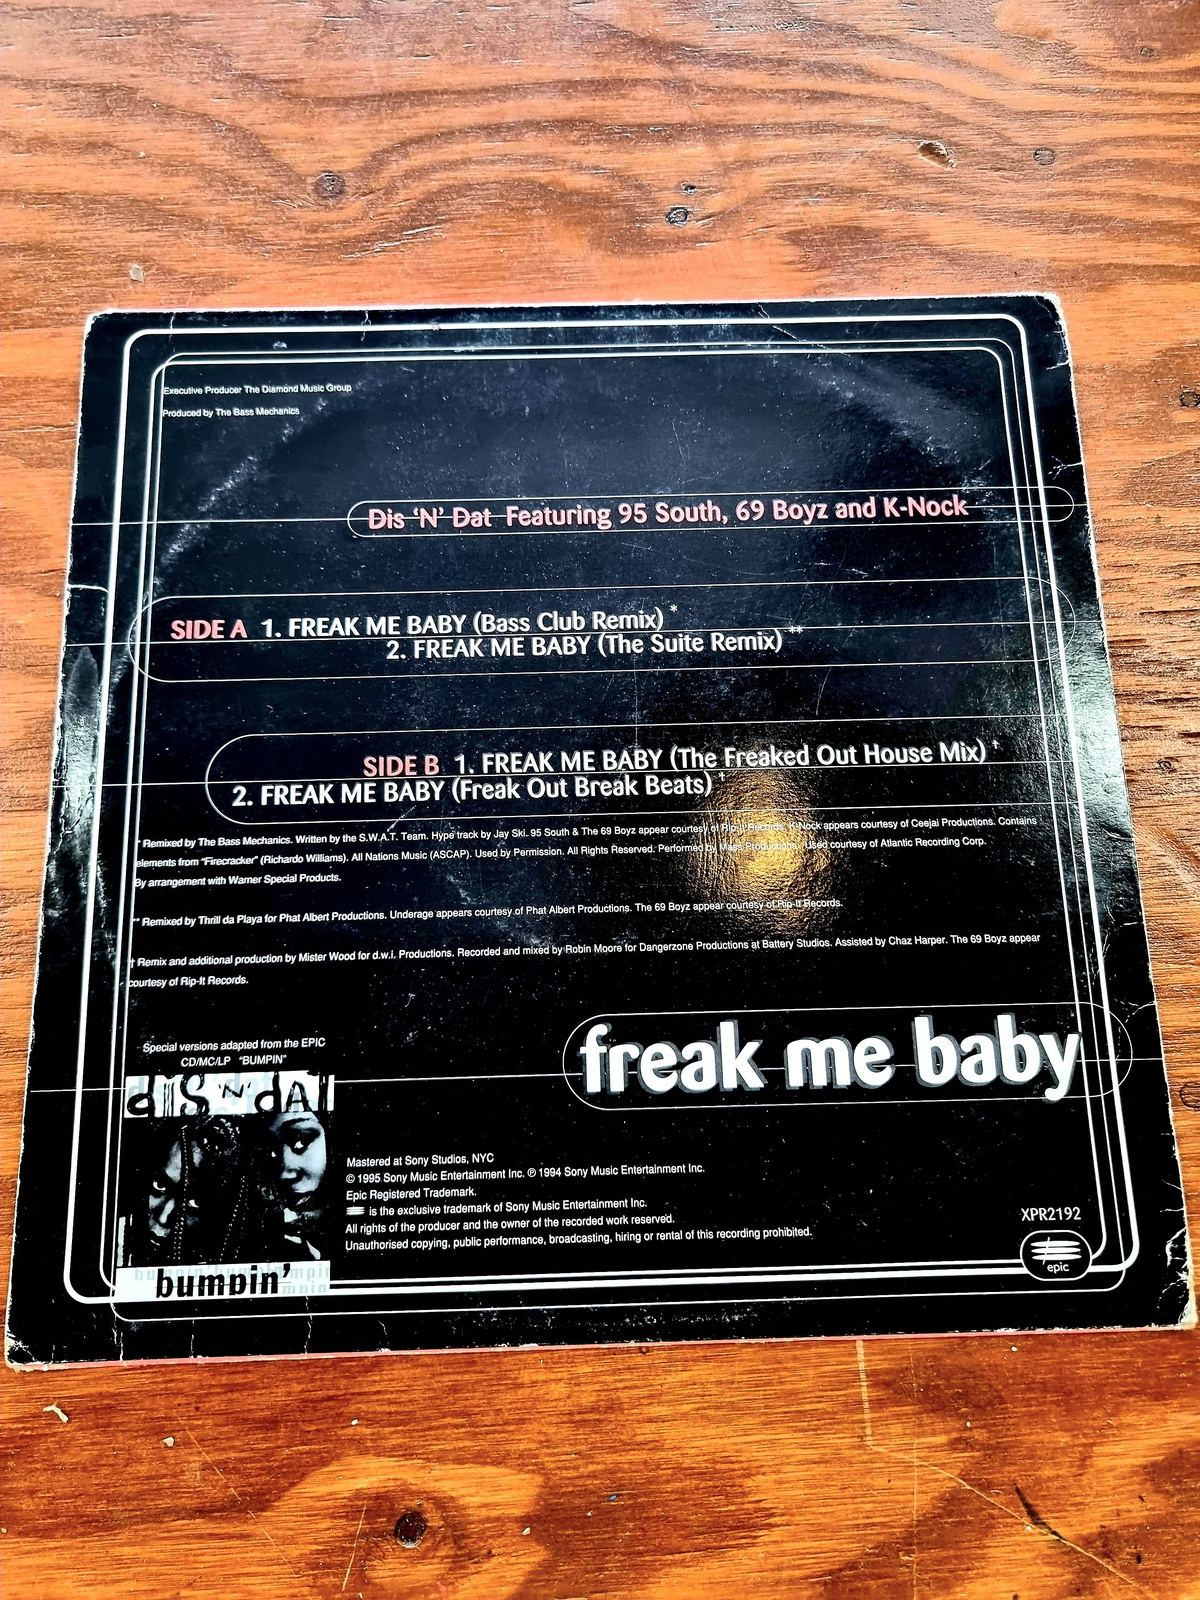 Executive Producer The Diamond Music Group
Produced by The Bass Mechanics
Dis 'N' Dat Featuring 95 South, 69 Boyz and K-Nock
SIDE A 1. FREAK ME BABY (Bass Club Remix) *
2. FREAK ME BABY (The Suite Remix) **
SIDE B 1. FREAK ME BABY (The Freaked Out House Mix) †
2. FREAK ME BABY (Freak Out Break Beats) †
* Remixed by The Bass Mechanics. Written by the S.W.A.T. Team. Hype track by Jay Ski. 95 South & The 69 Boyz appear courtesy of Rip-It Records. K-Nock appears courtesy of Ceejai Productions. Contains
elements from "Firecracker" (Richardo Williams). All Nations Music (ASCAP). Used by Permission. All Rights Reserved. Performed by Mass Production. Used courtesy of Atlantic Recording Corp.
By arrangement with Warner Special Products.
** Remixed by Thrill da Playa for Phat Albert Productions. Underage appears courtesy of Phat Albert Productions. The 69 Boyz appear courtesy of Rip-It Records.
† Remix and additional production by Mister Wood for d.w.i. Productions. Recorded and mixed by Robin Moore for Dangerzone Productions at Battery Studios. Assisted by Chaz Harper. The 69 Boyz appear
courtesy of Rip-It Records.
freak me baby
Special versions adapted from the EPIC
CD/MC/LP "BUMPIN"
diS 'N' dAt
bumpin'
Mastered at Sony Studios, NYC
© 1995 Sony Music Entertainment Inc. ℗ 1994 Sony Music Entertainment Inc.
Epic Registered Trademark.
is the exclusive trademark of Sony Music Entertainment Inc.
All rights of the producer and the owner of the recorded work reserved.
Unauthorised copying, public performance, broadcasting, hiring or rental of this recording prohibited.
XPR2192
epic